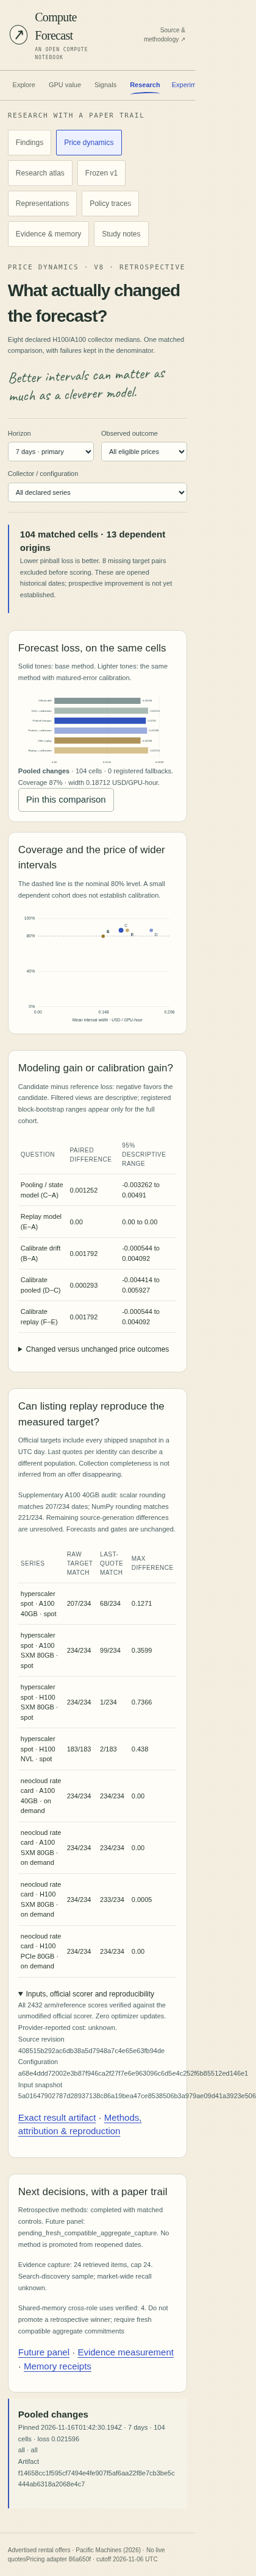 Compute
Forecast
AN OPEN COMPUTE
NOTEBOOK
Source &
methodology ↗
Explore GPU value Signals Research Experim
RESEARCH WITH A PAPER TRAIL
Findings Price dynamics
Research atlas Frozen v1
Representations Policy traces
Evidence & memory Study notes
PRICE DYNAMICS · V8 · RETROSPECTIVE
What actually changed
the forecast?
Eight declared H100/A100 collector medians. One matched
comparison, with failures kept in the denominator.
Better intervals can matter as
much as a cleverer model.
Horizon Observed outcome
7 days · primary All eligible prices
Collector / configuration
All declared series
104 matched cells · 13 dependent
origins
Lower pinball loss is better. 8 missing target pairs
excluded before scoring. These are opened
historical dates; prospective improvement is not yet
established.
Forecast loss, on the same cells
Solid tones: base method. Lighter tones: the same
method with matured-error calibration.
Pooled changes · 104 cells · 0 registered fallbacks.
Coverage 87% · width 0.18712 USD/GPU-hour.
Pin this comparison
Coverage and the price of wider
intervals
The dashed line is the nominal 80% level. A small
dependent cohort does not establish calibration.
100%
80%
40%
0%
C
E
D
0.00 0.148 0.296
Mean interval width · USD / GPU-hour
Modeling gain or calibration gain?
Candidate minus reference loss: negative favors the
candidate. Filtered views are descriptive; registered
block-bootstrap ranges appear only for the full
cohort.
QUESTION PAIRED DIFFERENCE 95% DESCRIPTIVE RANGE
Pooling / state model (C−A) 0.001252 -0.003262 to 0.00491
Replay model (E−A) 0.00 0.00 to 0.00
Calibrate drift (B−A) 0.001792 -0.000544 to 0.004092
Calibrate pooled (D−C) 0.000293 -0.004414 to 0.005927
Calibrate replay (F−E) 0.001792 -0.000544 to 0.004092
▶ Changed versus unchanged price outcomes
Can listing replay reproduce the
measured target?
Official targets include every shipped snapshot in a
UTC day. Last quotes per identity can describe a
different population. Collection completeness is not
inferred from an offer disappearing.
Supplementary A100 40GB audit: scalar rounding
matches 207/234 dates; NumPy rounding matches
221/234. Remaining source-generation differences
are unresolved. Forecasts and gates are unchanged.
SERIES RAW TARGET MATCH LAST-QUOTE MATCH MAX DIFFERENCE
hyperscaler spot · A100 40GB · spot 207/234 68/234 0.1271
hyperscaler spot · A100 SXM 80GB · spot 234/234 99/234 0.3599
hyperscaler spot · H100 SXM 80GB · spot 234/234 1/234 0.7366
hyperscaler spot · H100 NVL · spot 183/183 2/183 0.438
neocloud rate card · A100 40GB · on demand 234/234 234/234 0.00
neocloud rate card · A100 SXM 80GB · on demand 234/234 234/234 0.00
neocloud rate card · H100 SXM 80GB · on demand 234/234 233/234 0.0005
neocloud rate card · H100 PCIe 80GB · on demand 234/234 234/234 0.00
▼ Inputs, official scorer and reproducibility
All 2432 arm/reference scores verified against the
unmodified official scorer. Zero optimizer updates.
Provider-reported cost: unknown.
Source revision
408515b292ac6db38a5d7948a7c4e65e63fb94de
Configuration
a68e4ddd72002e3b87f946ca2f27f7e6e963096c6d5e4c252f6b85512ed146e1
Input snapshot
5a01647902787d28937138c86a19bea47ce8538506b3a979ae09d41a3923e506
Exact result artifact · Methods,
attribution & reproduction
Next decisions, with a paper trail
Retrospective methods: completed with matched
controls. Future panel:
pending_fresh_compatible_aggregate_capture. No
method is promoted from reopened dates.
Evidence capture: 24 retrieved items, cap 24.
Search-discovery sample; market-wide recall
unknown.
Shared-memory cross-role uses verified: 4. Do not
promote a retrospective winner; require fresh
compatible aggregate commitments
Future panel · Evidence measurement
· Memory receipts
Pooled changes
Pinned 2026-11-16T01:42:30.194Z · 7 days · 104
cells · loss 0.021596
all · all
Artifact
f14658cc1f595cf7494e4fe907f5af6aa22f8e7cb3be5c
444ab6318a2068e4c7
Advertised rental offers · Pacific Machines (2026) · No live
quotesPricing adapter 86a650f · cutoff 2026-11-06 UTC